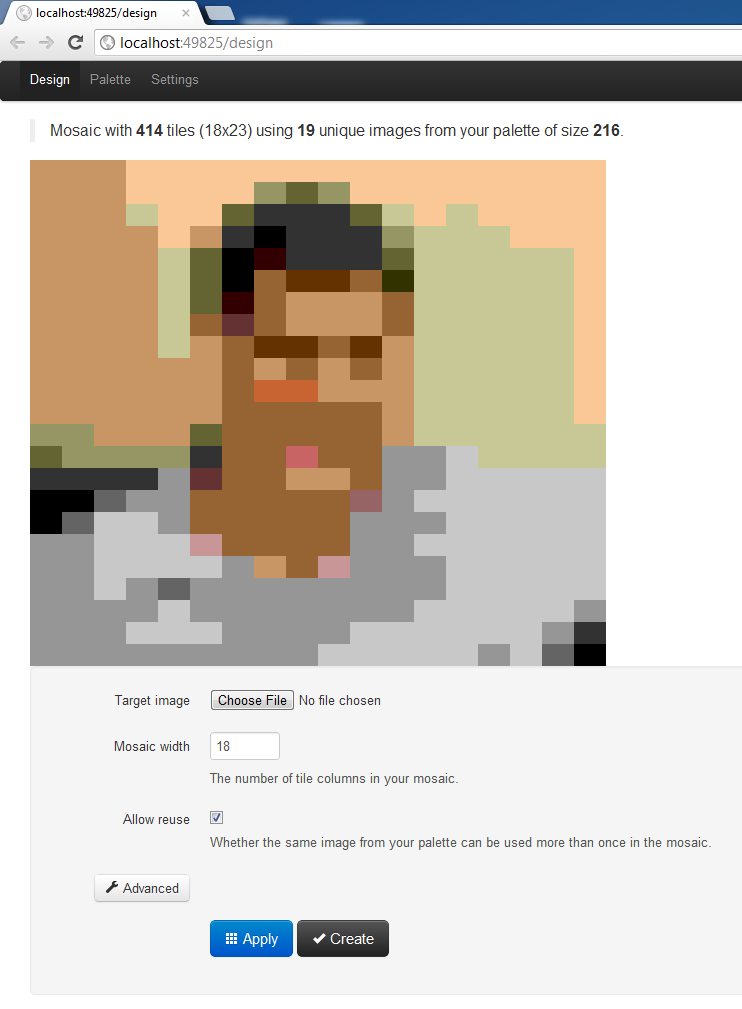 localhost:49825/design
localhost:49825/design
Design Palette Settings
Mosaic with 414 tiles (18x23) using 19 unique images from your palette of size 216.
Target image Choose File No file chosen
Mosaic width 18
The number of tile columns in your mosaic.
Allow reuse
Whether the same image from your palette can be used more than once in the mosaic.
Advanced
Apply Create